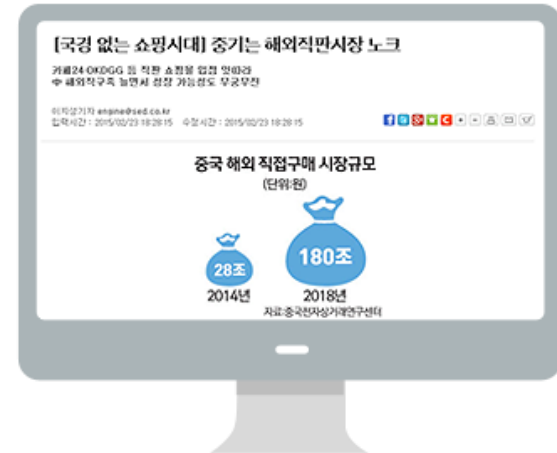 [국경 없는 쇼핑시대] 중기는 해외직판시장 노크
카페24·OKDGG 등 직판 쇼핑몰 입점 잇따라
中 해외직구족 늘면서 성장 가능성도 무궁무진
engine@sed.co.kr
입력시간 : 2015/02/23 18:28:15 수정시간 : 2015/02/23 18:28:15
중국 해외 직접구매 시장규모
(단위:원)
28조 180조
2014년 2018년
자료:중국전자상거래연구센터